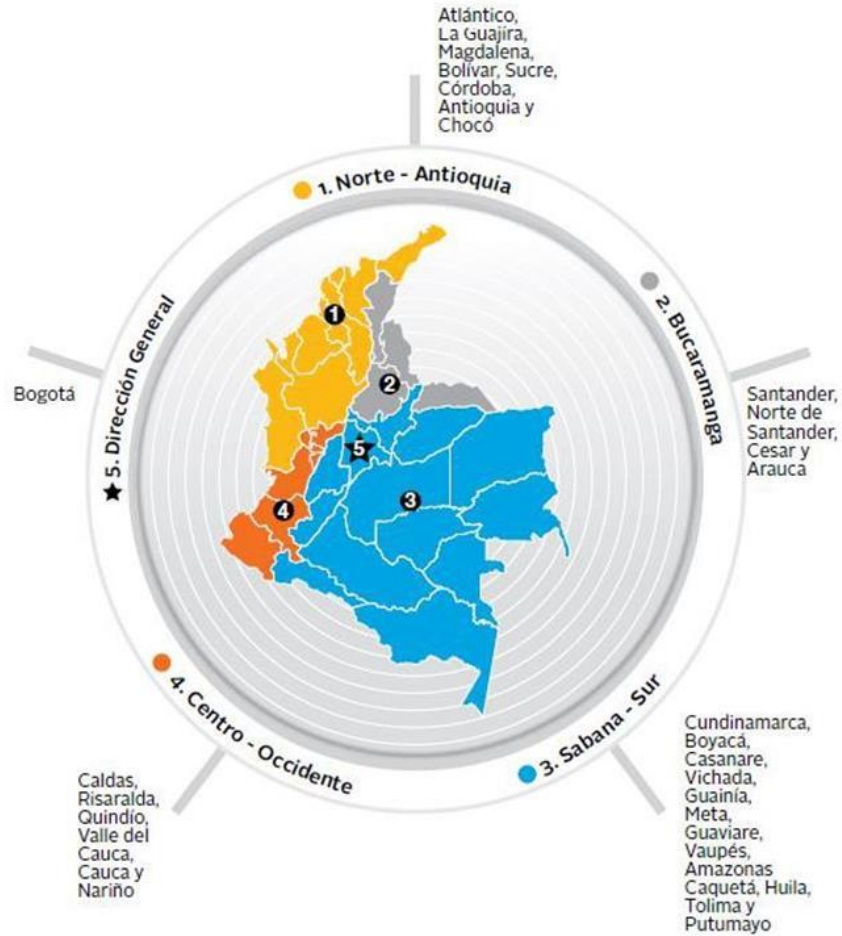 Atlántico,
La Guajira,
Magdalena,
Bolívar, Sucre,
Córdoba,
Antioquia y
Chocó
1. Norte - Antioquia
2. Bucaramanga
Santander,
Norte de
Santander,
Cesar y
Arauca
5. Dirección General
Bogotá
1
2
5
3
4
4. Centro - Occidente
Caldas,
Risaralda,
Quindío,
Valle del
Cauca,
Cauca y
Nariño
3. Sabana - Sur
Cundinamarca,
Boyacá,
Casanare,
Vichada,
Guainía,
Meta,
Guaviare,
Vaupés,
Amazonas
Caquetá, Huila,
Tolima y
Putumayo